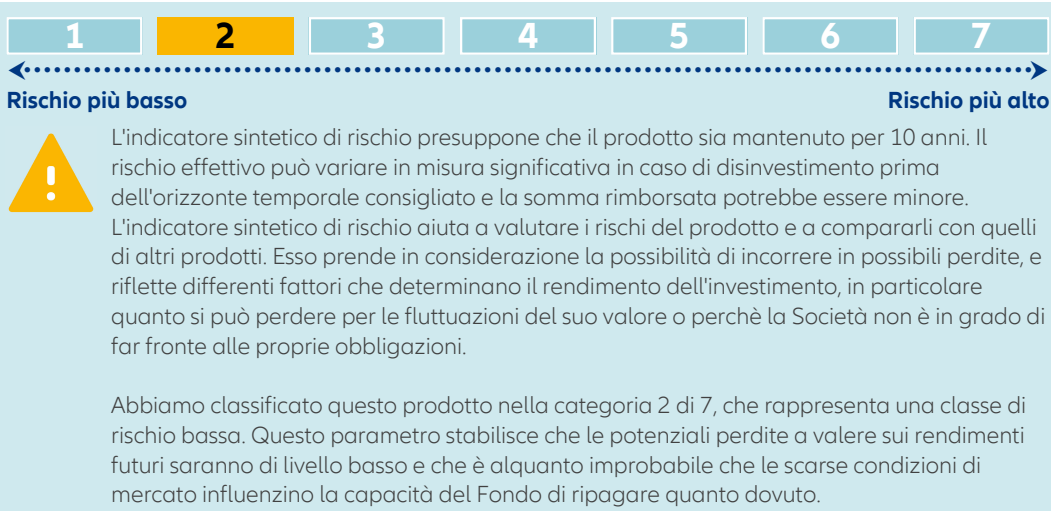 1 2 3 4 5 6 7
Rischio più basso Rischio più alto
L'indicatore sintetico di rischio presuppone che il prodotto sia mantenuto per 10 anni. Il
rischio effettivo può variare in misura significativa in caso di disinvestimento prima
dell'orizzonte temporale consigliato e la somma rimborsata potrebbe essere minore.
L'indicatore sintetico di rischio aiuta a valutare i rischi del prodotto e a compararli con quelli
di altri prodotti. Esso prende in considerazione la possibilità di incorrere in possibili perdite, e
riflette differenti fattori che determinano il rendimento dell'investimento, in particolare
quanto si può perdere per le fluttuazioni del suo valore o perchè la Società non è in grado di
far fronte alle proprie obbligazioni.
Abbiamo classificato questo prodotto nella categoria 2 di 7, che rappresenta una classe di
rischio bassa. Questo parametro stabilisce che le potenziali perdite a valere sui rendimenti
futuri saranno di livello basso e che è alquanto improbabile che le scarse condizioni di
mercato influenzino la capacità del Fondo di ripagare quanto dovuto.